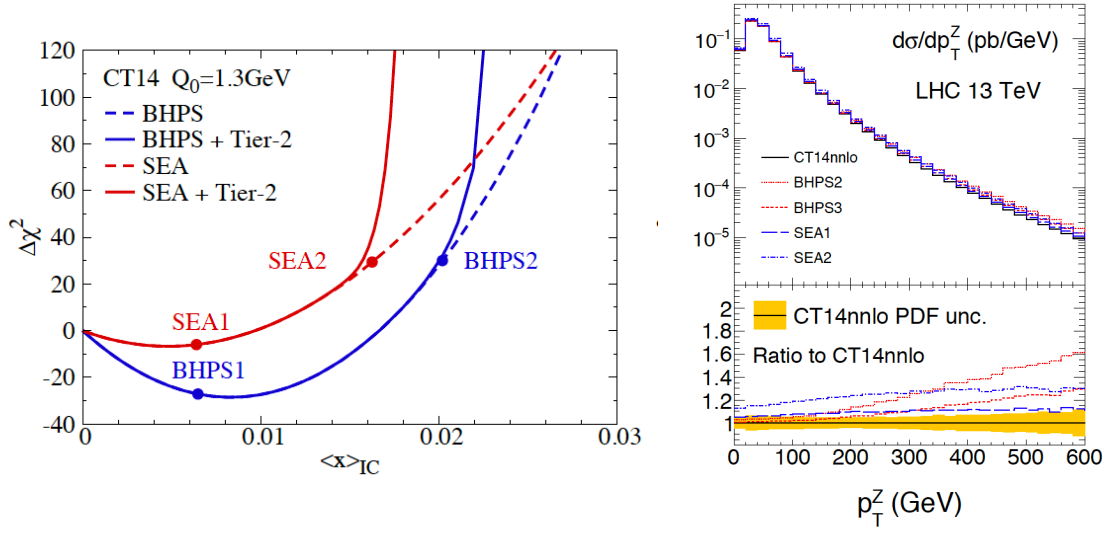 CT14 Q₀=1.3GeV
BHPS
BHPS + Tier-2
SEA
SEA + Tier-2
120
100
80
60
40
20
0
-20
-40
Δχ²
SEA2
BHPS2
SEA1
BHPS1
0
0.01
0.02
0.03
<x>IC
dσ/dp_T^Z (pb/GeV)
LHC 13 TeV
10⁻¹
10⁻²
10⁻³
10⁻⁴
10⁻⁵
CT14nnlo
BHPS2
BHPS3
SEA1
SEA2
2
1.8
1.6
1.4
1.2
1
CT14nnlo PDF unc.
Ratio to CT14nnlo
0
100
200
300
400
500
600
p_T^Z (GeV)